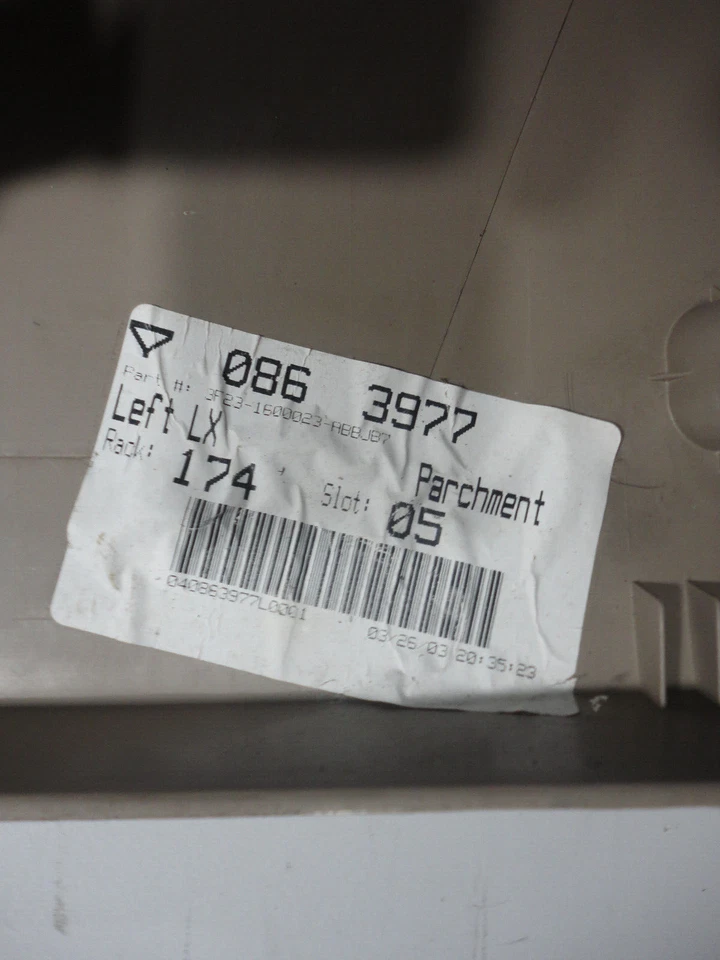 086 3977
Part #: 3F23-1600023-ABBJB7
Left LX
Parchment
Rack: 174 Slot: 05
040863977L0001
03/26/03 20:35:23